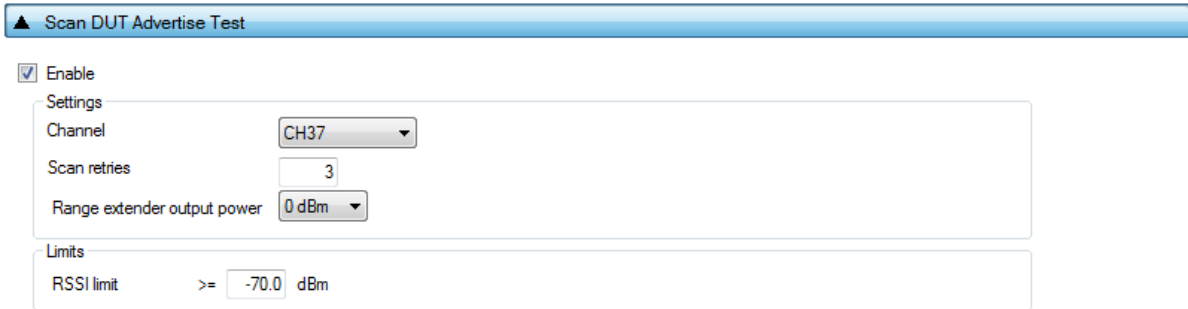 Scan DUT Advertise Test
Enable
Settings
Channel CH37
Scan retries 3
Range extender output power 0 dBm
Limits
RSSI limit >= -70.0 dBm